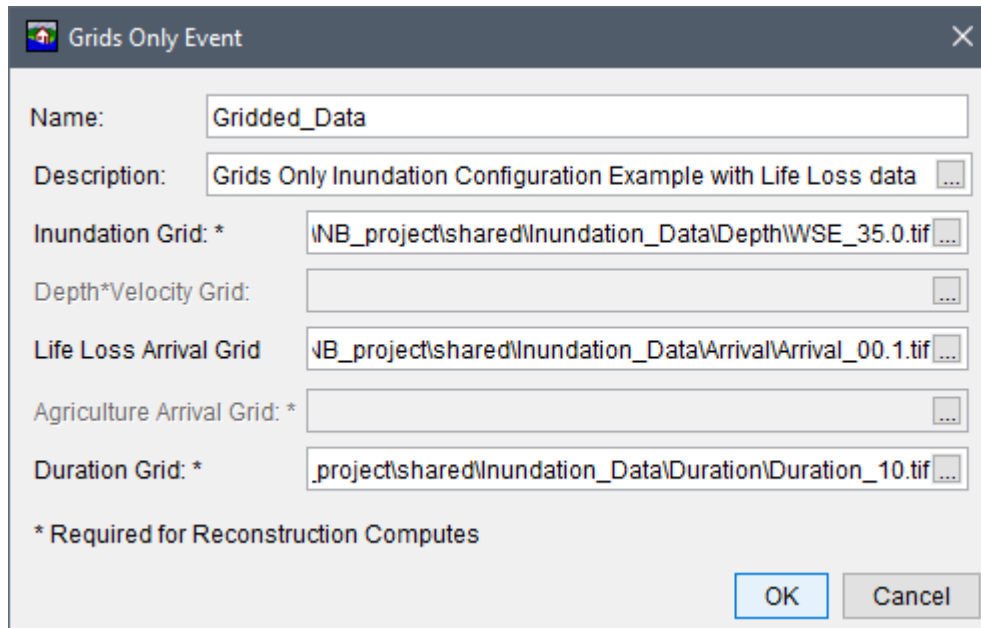 Grids Only Event
Name: Gridded_Data
Description: Grids Only Inundation Configuration Example with Life Loss data ...
Inundation Grid: * \NB_project\shared\Inundation_Data\Depth\WSE_35.0.tif ...
Depth*Velocity Grid: ...
Life Loss Arrival Grid NB_project\shared\Inundation_Data\Arrival\Arrival_00.1.tif ...
Agriculture Arrival Grid: * ...
Duration Grid: * _project\shared\Inundation_Data\Duration\Duration_10.tif ...
* Required for Reconstruction Computes
OK Cancel